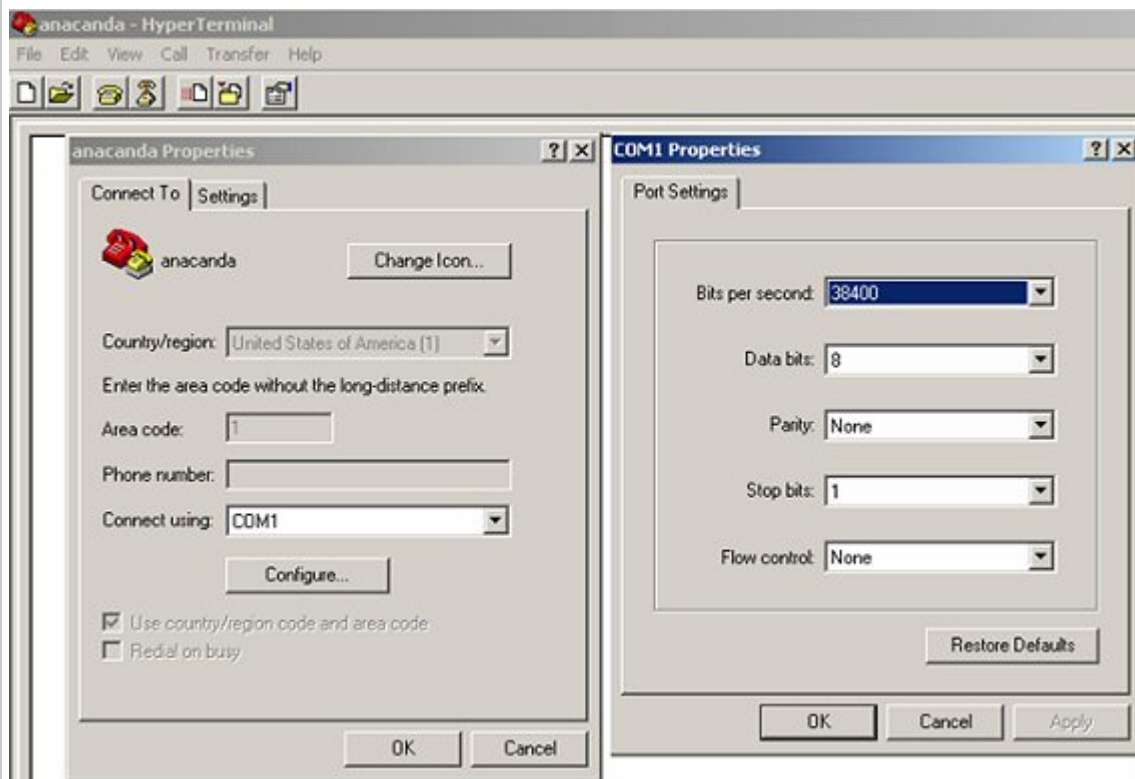 anacanda - HyperTerminal
File Edit View Call Transfer Help
anacanda Properties
Connect To Settings
anacanda Change Icon...
Country/region: United States of America (1)
Enter the area code without the long-distance prefix.
Area code: 1
Phone number:
Connect using: COM1
Configure...
Use country/region code and area code
Redial on busy
OK Cancel
COM1 Properties
Port Settings
Bits per second: 38400
Data bits: 8
Parity: None
Stop bits: 1
Flow control: None
Restore Defaults
OK Cancel Apply